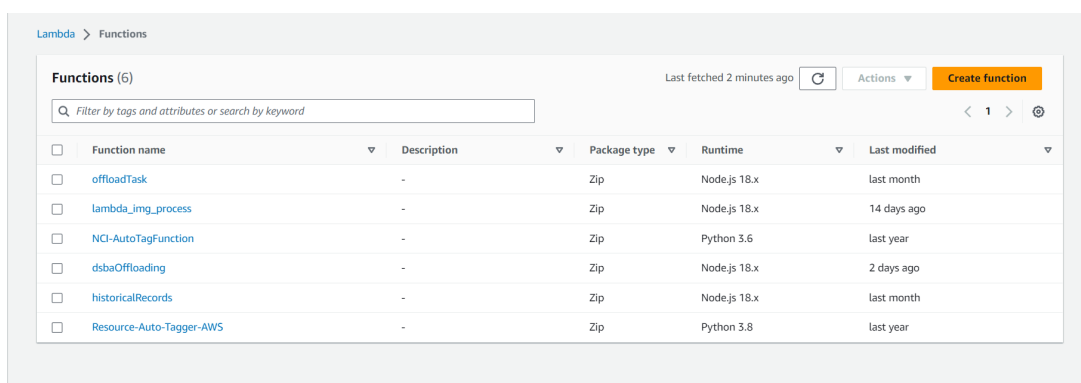 Lambda > Functions
Functions (6) Last fetched 2 minutes ago Actions Create function
Filter by tags and attributes or search by keyword < 1 >
Function name Description Package type Runtime Last modified
offloadTask - Zip Node.js 18.x last month
lambda_img_process - Zip Node.js 18.x 14 days ago
NCI-AutoTagFunction - Zip Python 3.6 last year
dsbaOffloading - Zip Node.js 18.x 2 days ago
historicalRecords - Zip Node.js 18.x last month
Resource-Auto-Tagger-AWS - Zip Python 3.8 last year